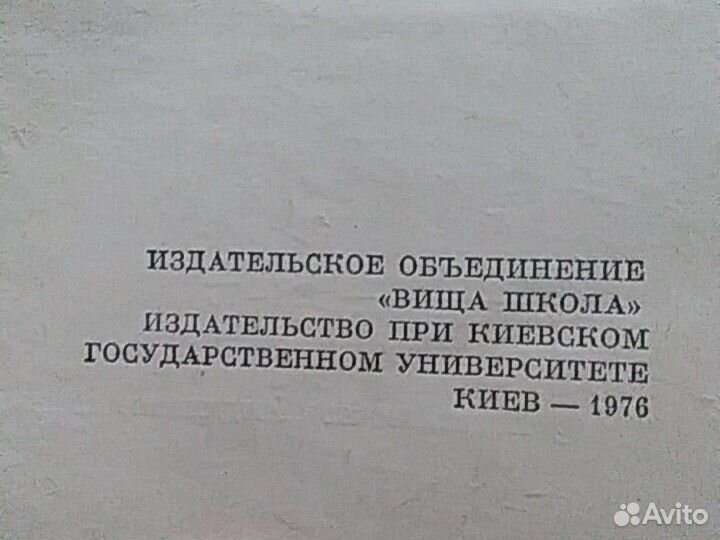 ИЗДАТЕЛЬСКОЕ ОБЪЕДИНЕНИЕ
«ВИЩА ШКОЛА»
ИЗДАТЕЛЬСТВО ПРИ КИЕВСКОМ
ГОСУДАРСТВЕННОМ УНИВЕРСИТЕТЕ
КИЕВ — 1976
Avito